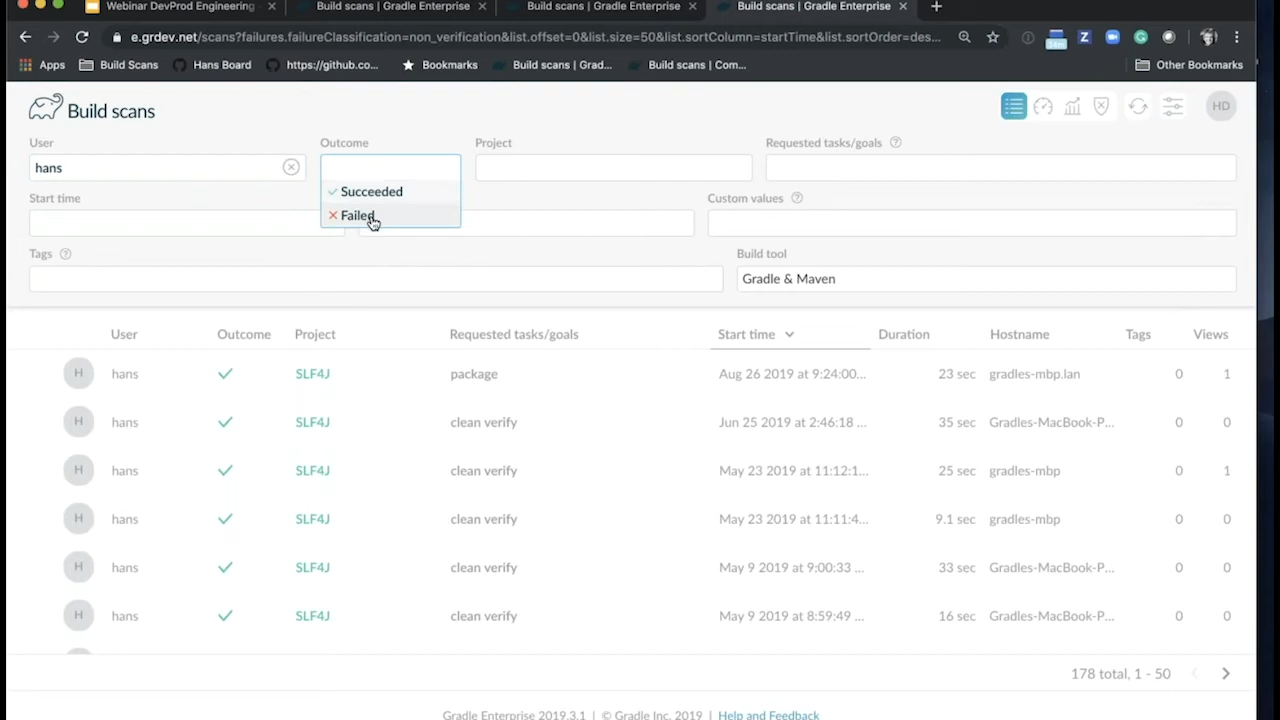 Webinar DevProd Engineering
Build scans | Gradle Enterprise
Build scans | Gradle Enterprise
Build scans | Gradle Enterprise
e.grdev.net/scans?failures.failureClassification=non_verification&list.offset=0&list.size=50&list.sortColumn=startTime&list.sortOrder=des...
Apps
Build Scans
Hans Board
https://github.co...
Bookmarks
Build scans | Grad...
Build scans | Com...
Other Bookmarks
Build scans
HD
User
Outcome
Project
Requested tasks/goals
hans
Succeeded
Failed
Start time
Custom values
Tags
Build tool
Gradle & Maven
User Outcome Project Requested tasks/goals Start time Duration Hostname Tags Views
H hans SLF4J package Aug 26 2019 at 9:24:00... 23 sec gradles-mbp.lan 0 1
H hans SLF4J clean verify Jun 25 2019 at 2:46:18 ... 35 sec Gradles-MacBook-P... 0 0
H hans SLF4J clean verify May 23 2019 at 11:12:1... 25 sec gradles-mbp 0 1
H hans SLF4J clean verify May 23 2019 at 11:11:4... 9.1 sec gradles-mbp 0 0
H hans SLF4J clean verify May 9 2019 at 9:00:33 ... 33 sec Gradles-MacBook-P... 0 0
H hans SLF4J clean verify May 9 2019 at 8:59:49 ... 16 sec Gradles-MacBook-P... 0 0
178 total, 1 - 50
Gradle Enterprise 2019.3.1 | © Gradle Inc. 2019 | Help and Feedback